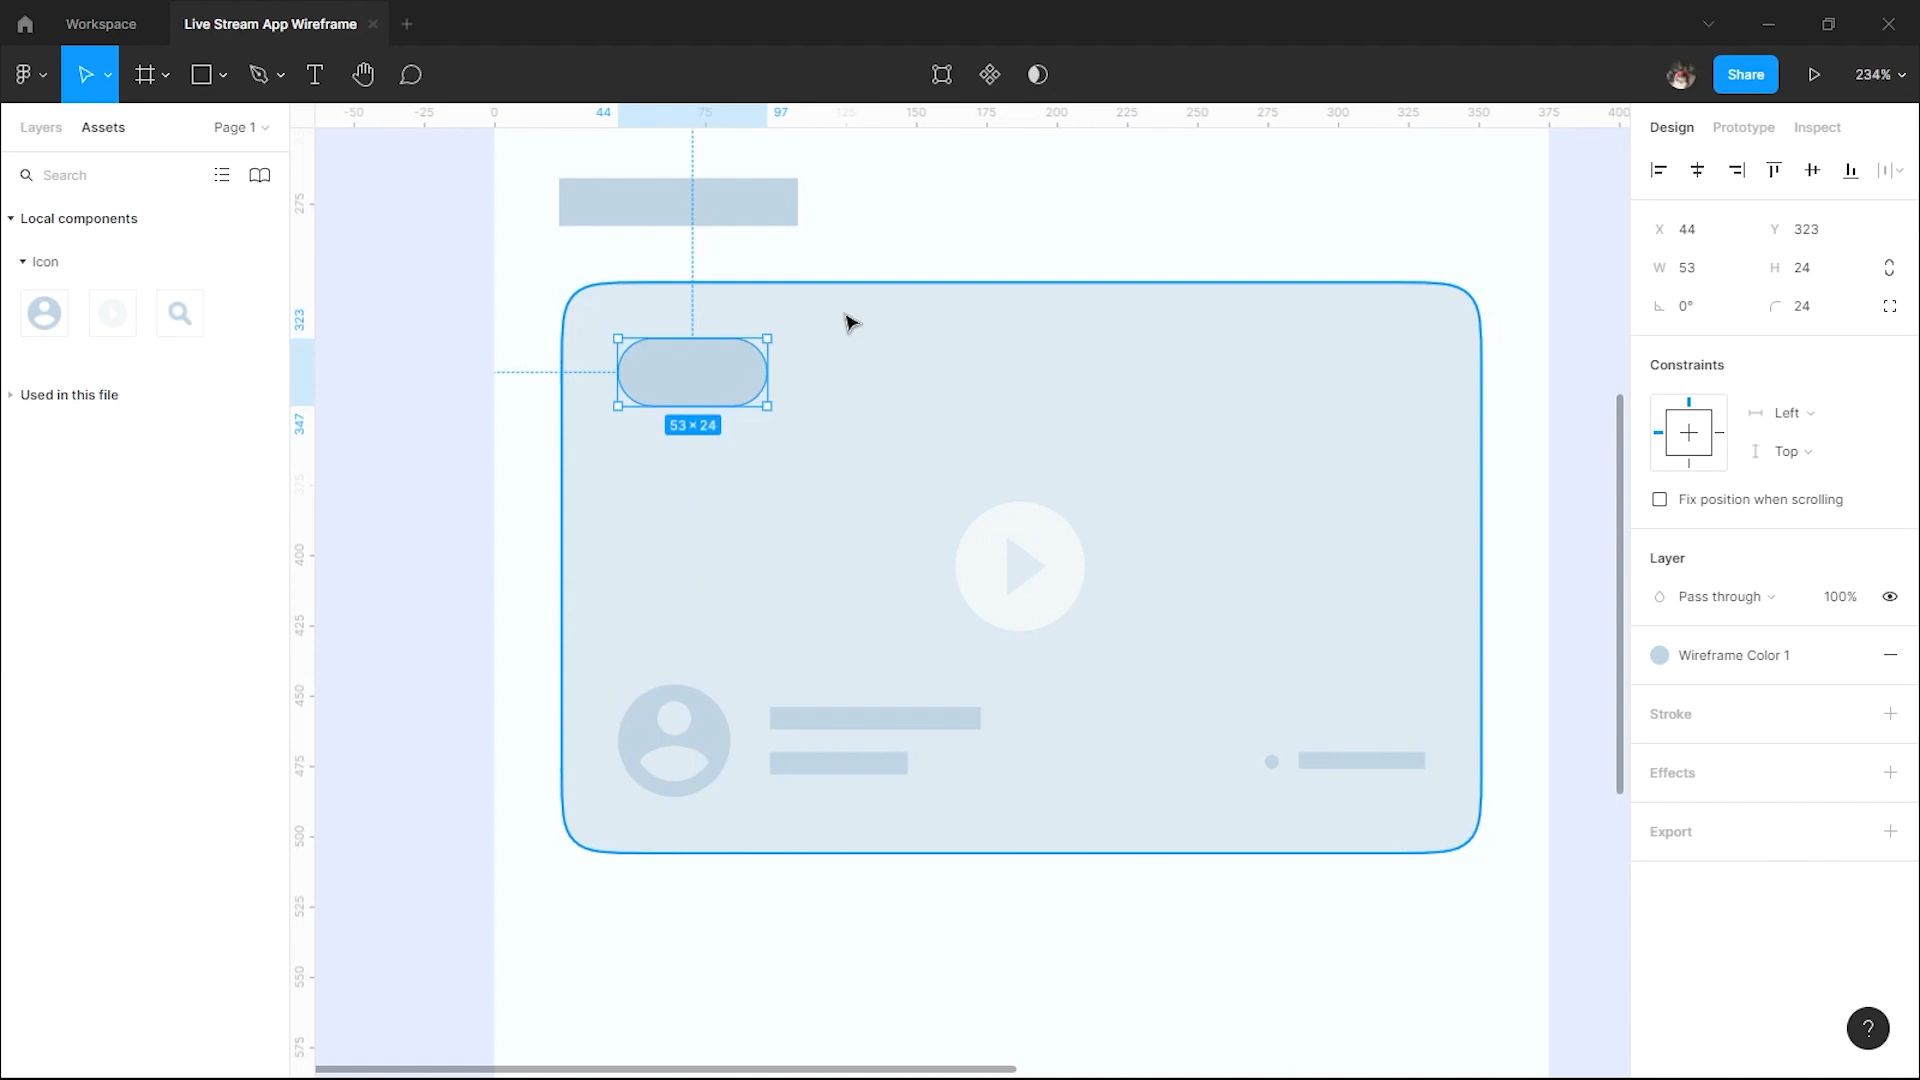 Workspace
Live Stream App Wireframe
Share
234%
Layers
Assets
Page 1
Search
Local components
Icon
Used in this file
-50
-25
0
44
75
97
125
150
175
200
225
250
275
300
325
350
375
400
275
323
347
375
400
425
450
475
500
525
550
575
53 × 24
Design
Prototype
Inspect
X 44
Y 323
W 53
H 24
0°
24
Constraints
Left
Top
Fix position when scrolling
Layer
Pass through
100%
Wireframe Color 1
Stroke
Effects
Export
?